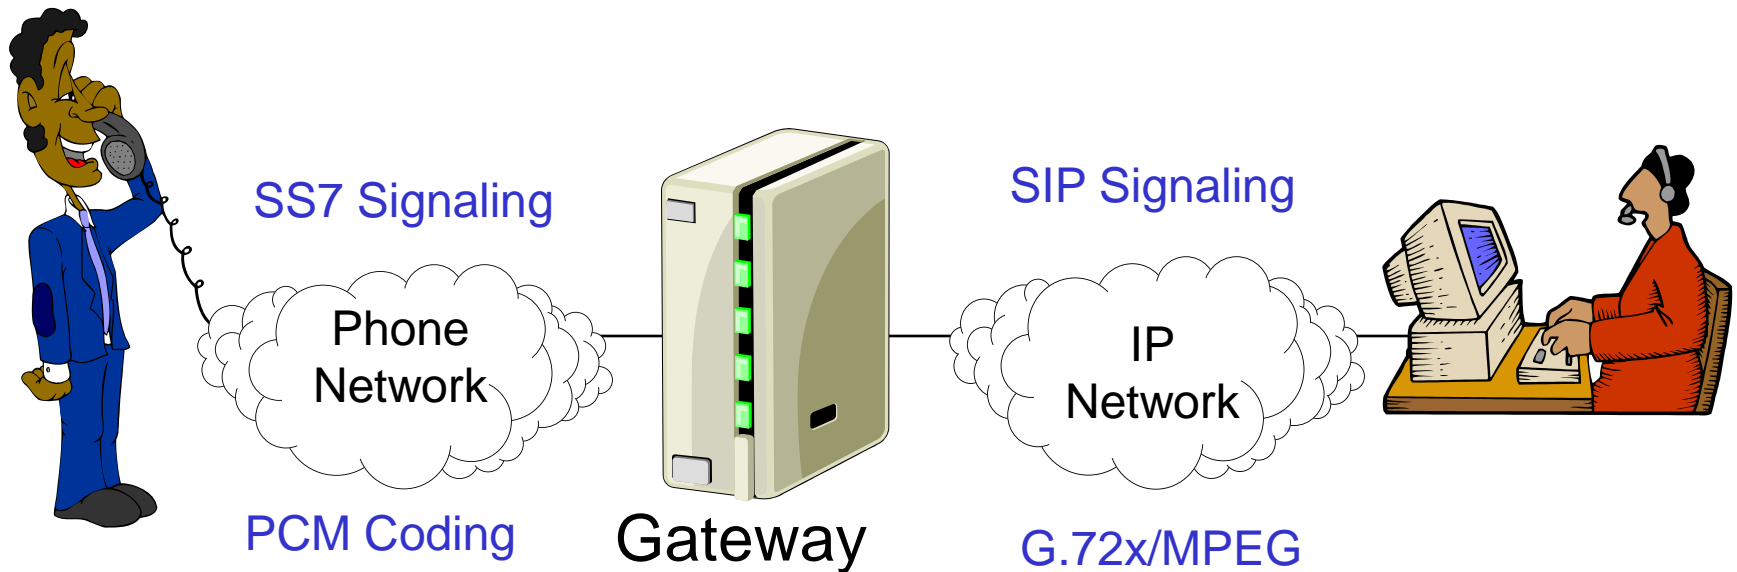 SS7 Signaling
SIP Signaling
Phone
Network
IP
Network
PCM Coding
Gateway
G.72x/MPEG